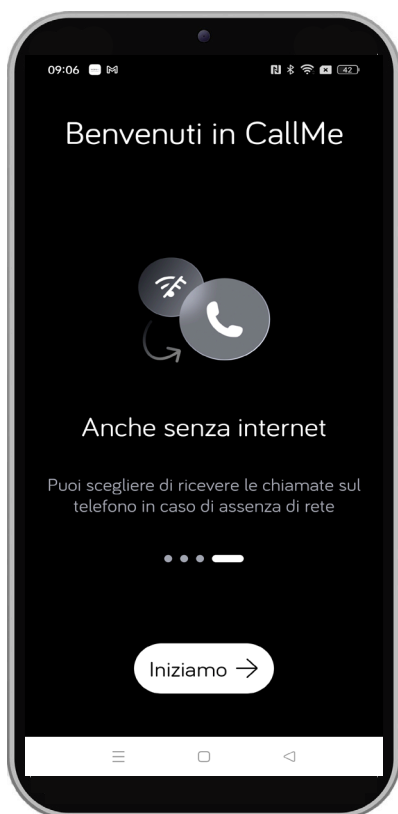 09:06
42
Benvenuti in CallMe
Anche senza internet
Puoi scegliere di ricevere le chiamate sul
telefono in caso di assenza di rete
Iniziamo →